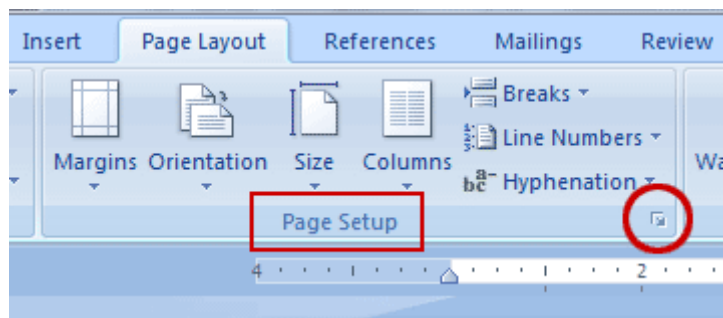 Insert Page Layout References Mailings Review
Breaks
Line Numbers
Hyphenation
Margins Orientation Size Columns
Page Setup
4 2